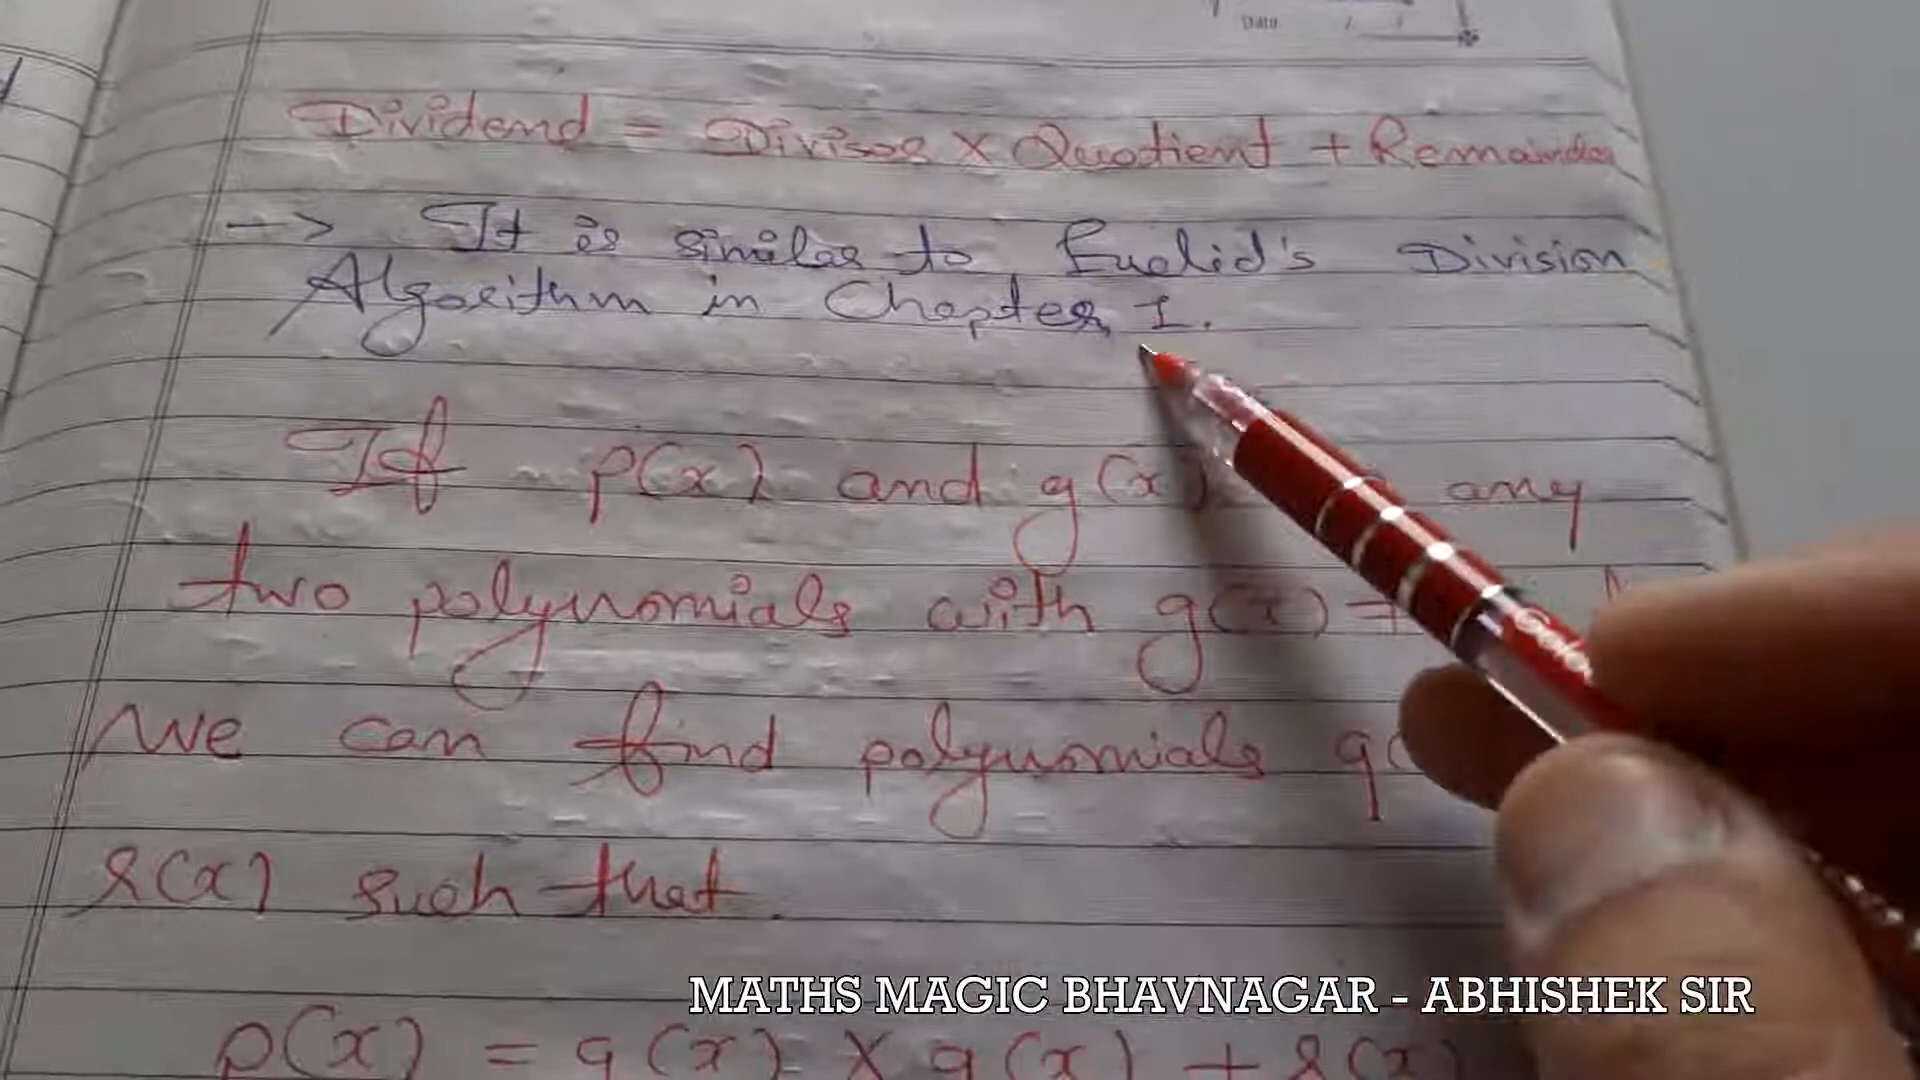 Date / /
Dividend = Divisor × Quotient + Remainder
--> It is similar to Euclid's Division
Algorithm in Chapter 1.
If p(x) and g(x) any
two polynomials with g(x)
we can find polynomials q(
r(x) such that.
p(x) = g(x) × q(x) + r(x)
MATHS MAGIC BHAVNAGAR - ABHISHEK SIR